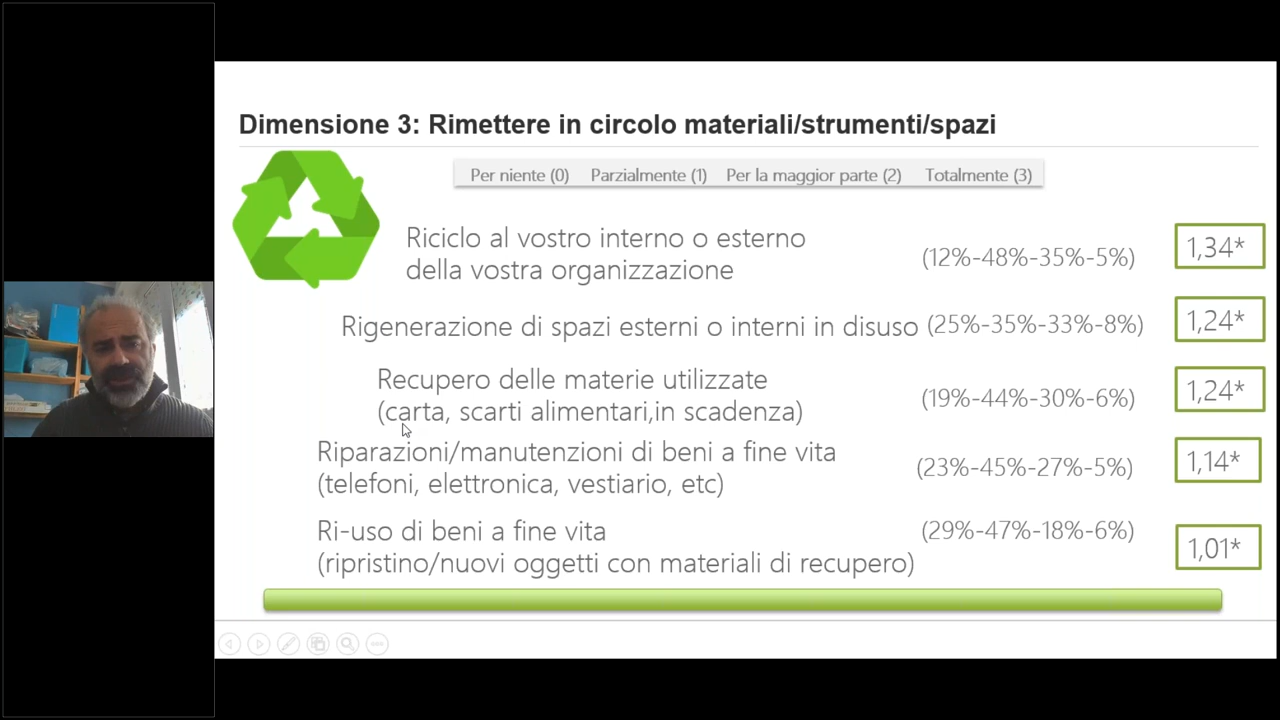 Dimensione 3: Rimettere in circolo materiali/strumenti/spazi
Per niente (0) Parzialmente (1) Per la maggior parte (2) Totalmente (3)
Riciclo al vostro interno o esterno
della vostra organizzazione
(12%-48%-35%-5%)
1,34*
Rigenerazione di spazi esterni o interni in disuso
(25%-35%-33%-8%)
1,24*
Recupero delle materie utilizzate
(carta, scarti alimentari,in scadenza)
(19%-44%-30%-6%)
1,24*
Riparazioni/manutenzioni di beni a fine vita
(telefoni, elettronica, vestiario, etc)
(23%-45%-27%-5%)
1,14*
Ri-uso di beni a fine vita
(ripristino/nuovi oggetti con materiali di recupero)
(29%-47%-18%-6%)
1,01*